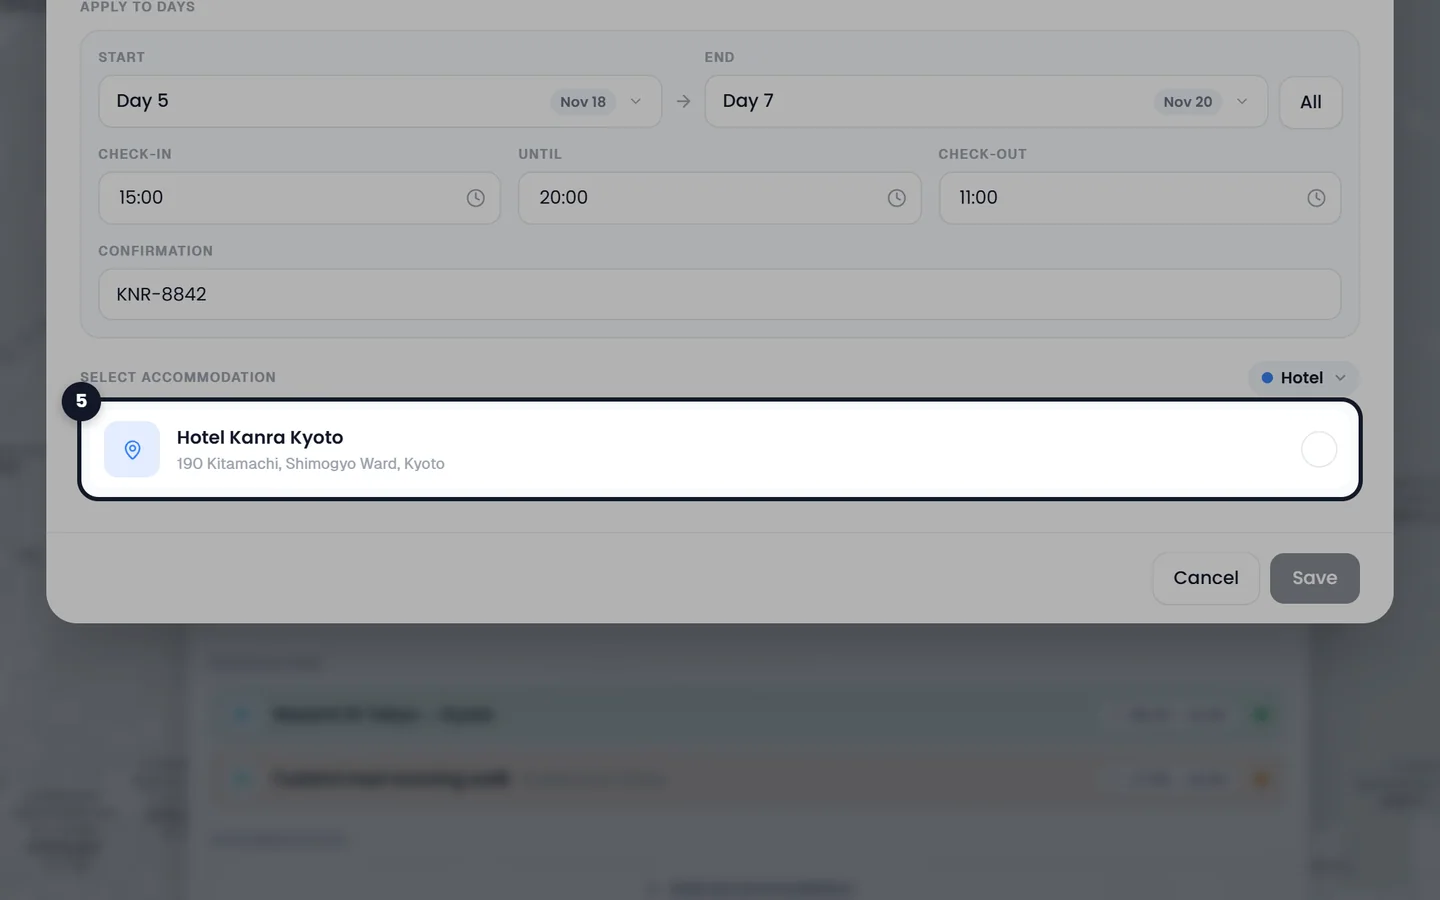 APPLY TO DAYS
START
END
Day 5
Nov 18
Day 7
Nov 20
All
CHECK-IN
UNTIL
CHECK-OUT
15:00
20:00
11:00
CONFIRMATION
KNR-8842
SELECT ACCOMMODATION
Hotel
5
Hotel Kanra Kyoto
190 Kitamachi, Shimogyo Ward, Kyoto
Cancel
Save